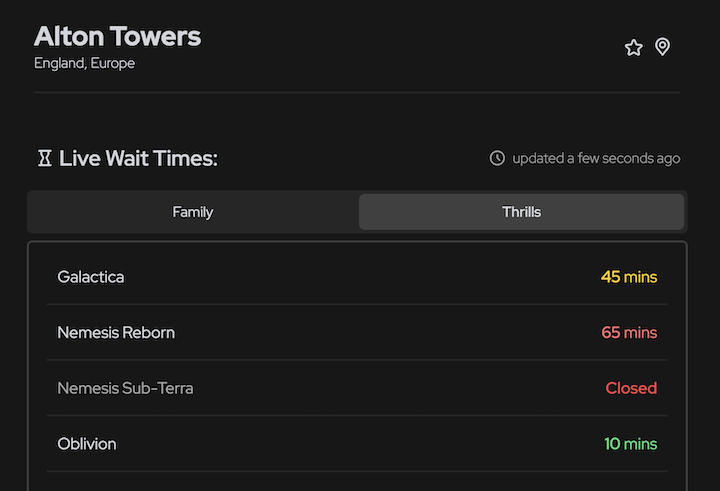 Alton Towers
England, Europe
Live Wait Times:
updated a few seconds ago
Family
Thrills
Galactica
45 mins
Nemesis Reborn
65 mins
Nemesis Sub-Terra
Closed
Oblivion
10 mins